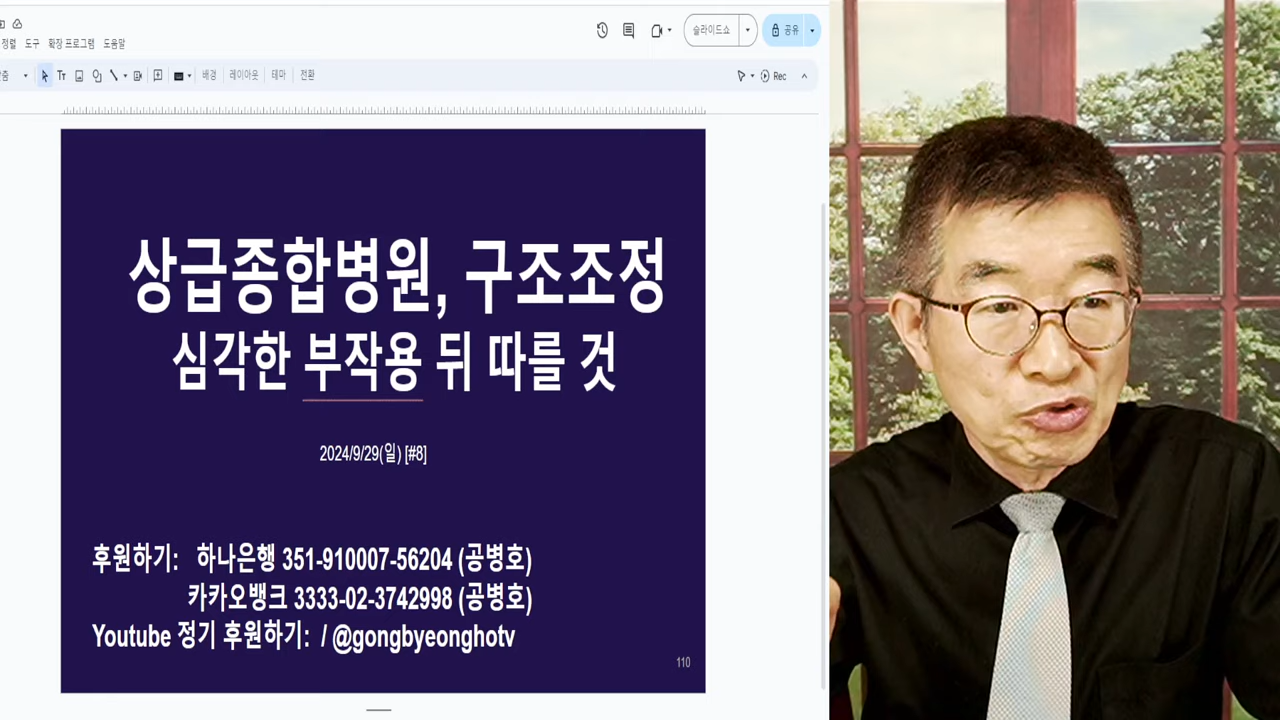 정렬 도구 확장 프로그램 도움말
슬라이드쇼
공유
배경 레이아웃 테마 전환
Rec
상급종합병원, 구조조정
심각한 부작용 뒤 따를 것
2024/9/29(일) [#8]
후원하기: 하나은행 351-910007-56204 (공병호)
카카오뱅크 3333-02-3742998 (공병호)
Youtube 정기 후원하기: / @gongbyeonghotv
110